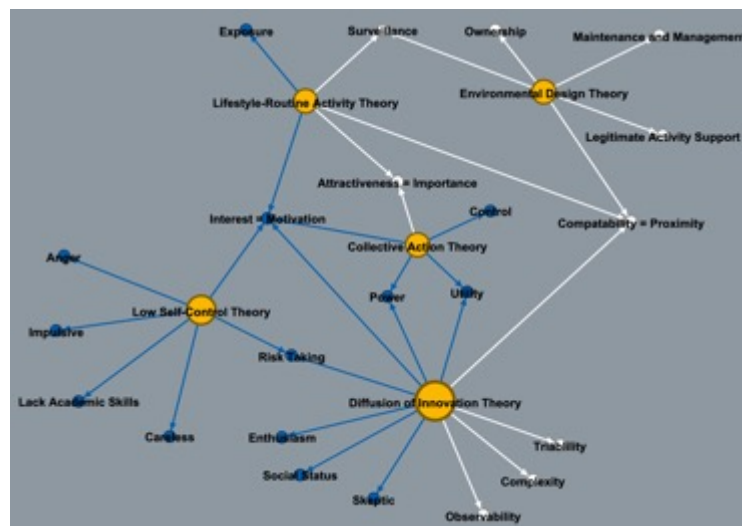 Exposure
Surveillance
Ownership
Maintenance and Management
Lifestyle-Routine Activity Theory
Environmental Design Theory
Legitimate Activity Support
Attractiveness = Importance
Interest = Motivation
Control
Compatability = Proximity
Collective Action Theory
Anger
Power
Utility
Low Self-Control Theory
Impulsive
Risk Taking
Lack Academic Skills
Diffusion of Innovation Theory
Careless
Enthusiasm
Triability
Social Status
Complexity
Skeptic
Observability